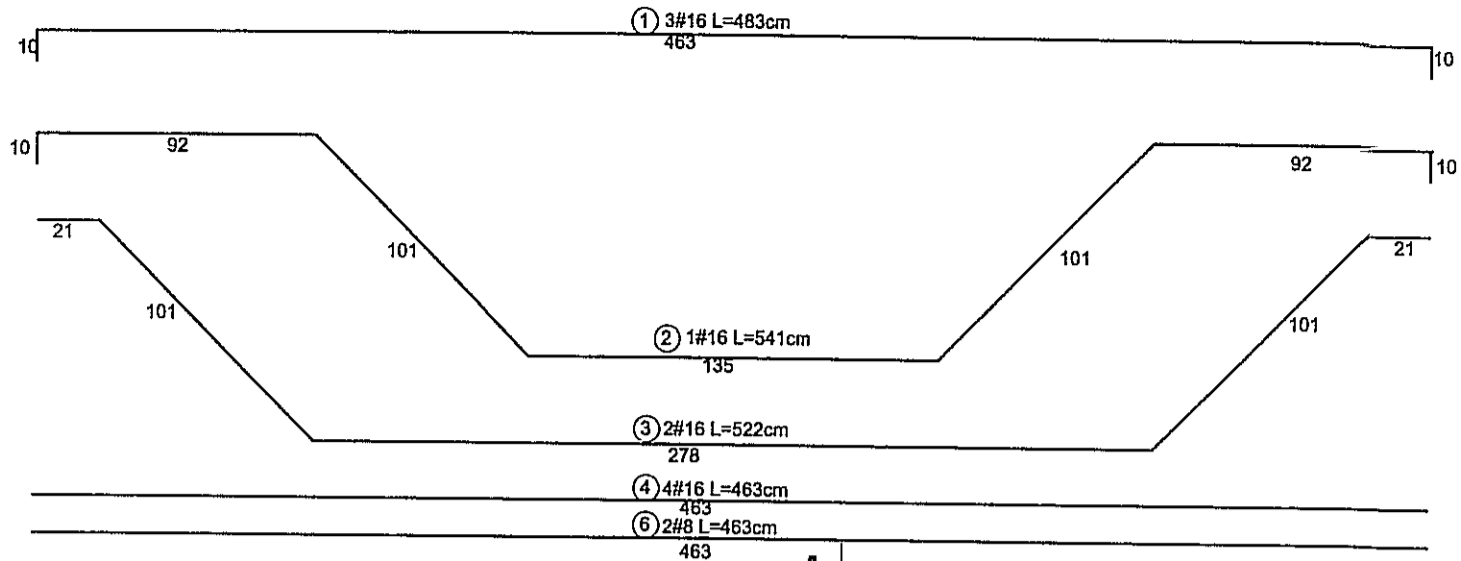 ① 3#16 L=483cm
10 463 10
10 92 92 10
21 101 101 21
101 101
② 1#16 L=541cm
135
③ 2#16 L=522cm
278
④ 4#16 L=463cm
463
⑥ 2#8 L=463cm
463